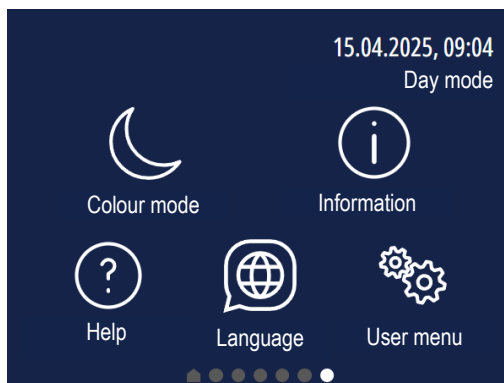 15.04.2025, 09:04
Day mode
Colour mode
Information
Help
Language
User menu